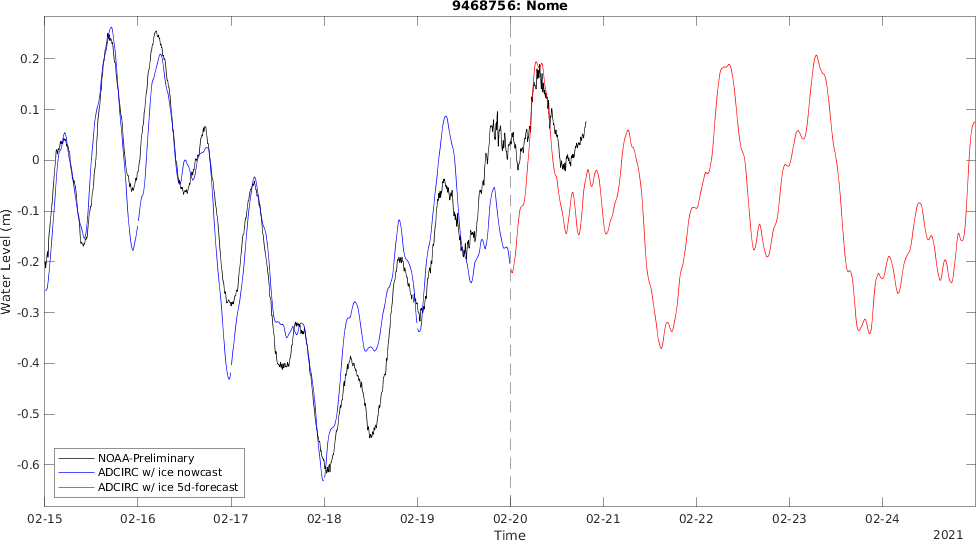 9468756: Nome
Water Level (m)
0.2
0.1
0
-0.1
-0.2
-0.3
-0.4
-0.5
-0.6
NOAA-Preliminary
ADCIRC w/ ice nowcast
ADCIRC w/ ice 5d-forecast
02-15 02-16 02-17 02-18 02-19 02-20 02-21 02-22 02-23 02-24
Time
2021